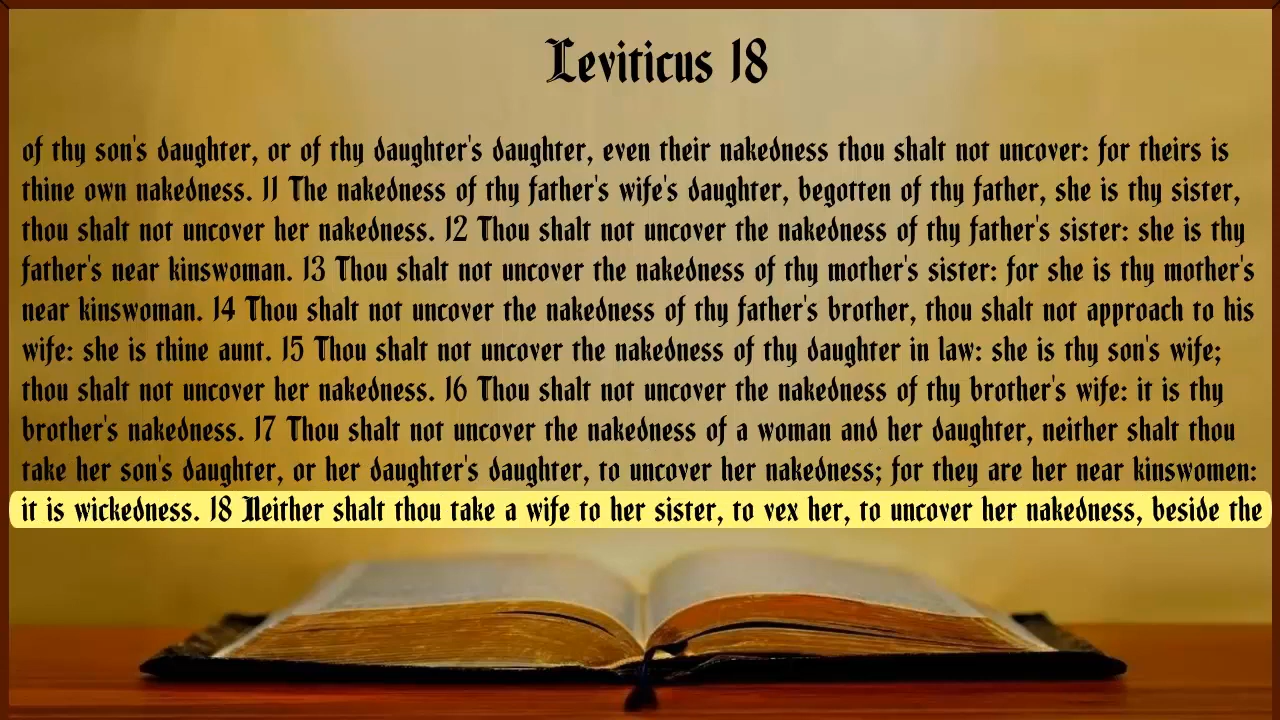 Leviticus 18
of thy son's daughter, or of thy daughter's daughter, even their nakedness thou shalt not uncover: for theirs is
thine own nakedness. 11 The nakedness of thy father's wife's daughter, begotten of thy father, she is thy sister,
thou shalt not uncover her nakedness. 12 Thou shalt not uncover the nakedness of thy father's sister: she is thy
father's near kinswoman. 13 Thou shalt not uncover the nakedness of thy mother's sister: for she is thy mother's
near kinswoman. 14 Thou shalt not uncover the nakedness of thy father's brother, thou shalt not approach to his
wife: she is thine aunt. 15 Thou shalt not uncover the nakedness of thy daughter in law: she is thy son's wife;
thou shalt not uncover her nakedness. 16 Thou shalt not uncover the nakedness of thy brother's wife: it is thy
brother's nakedness. 17 Thou shalt not uncover the nakedness of a woman and her daughter, neither shalt thou
take her son's daughter, or her daughter's daughter, to uncover her nakedness; for they are her near kinswomen:
it is wickedness. 18 Neither shalt thou take a wife to her sister, to vex her, to uncover her nakedness, beside the